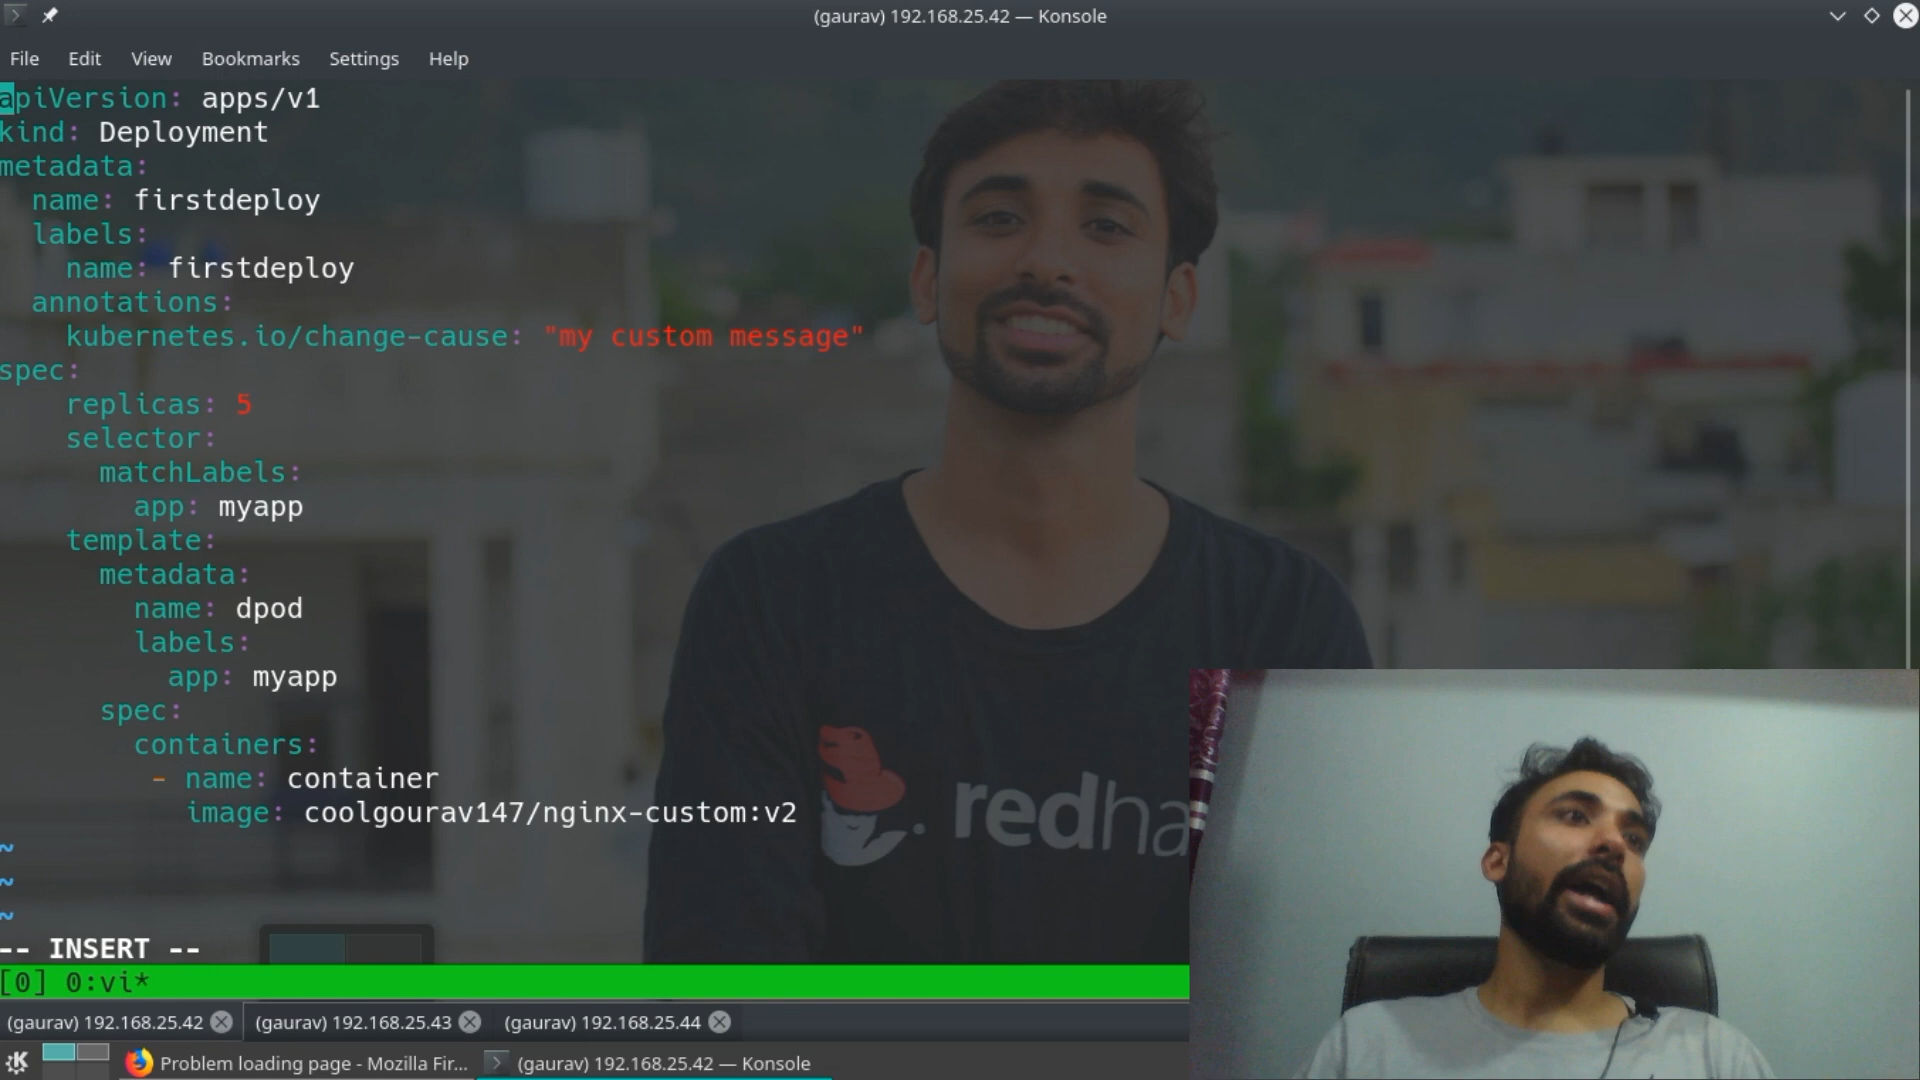 (gaurav) 192.168.25.42 — Konsole
File Edit View Bookmarks Settings Help
apiVersion: apps/v1
kind: Deployment
metadata:
  name: firstdeploy
  labels:
    name: firstdeploy
  annotations:
    kubernetes.io/change-cause: "my custom message"
spec:
    replicas: 5
    selector:
      matchLabels:
        app: myapp
    template:
      metadata:
        name: dpod
        labels:
          app: myapp
      spec:
        containers:
         - name: container
           image: coolgourav147/nginx-custom:v2
~
~
~
redha
-- INSERT --
[0] 0:vi*
(gaurav) 192.168.25.42 (gaurav) 192.168.25.43 (gaurav) 192.168.25.44
Problem loading page - Mozilla Fir... (gaurav) 192.168.25.42 — Konsole